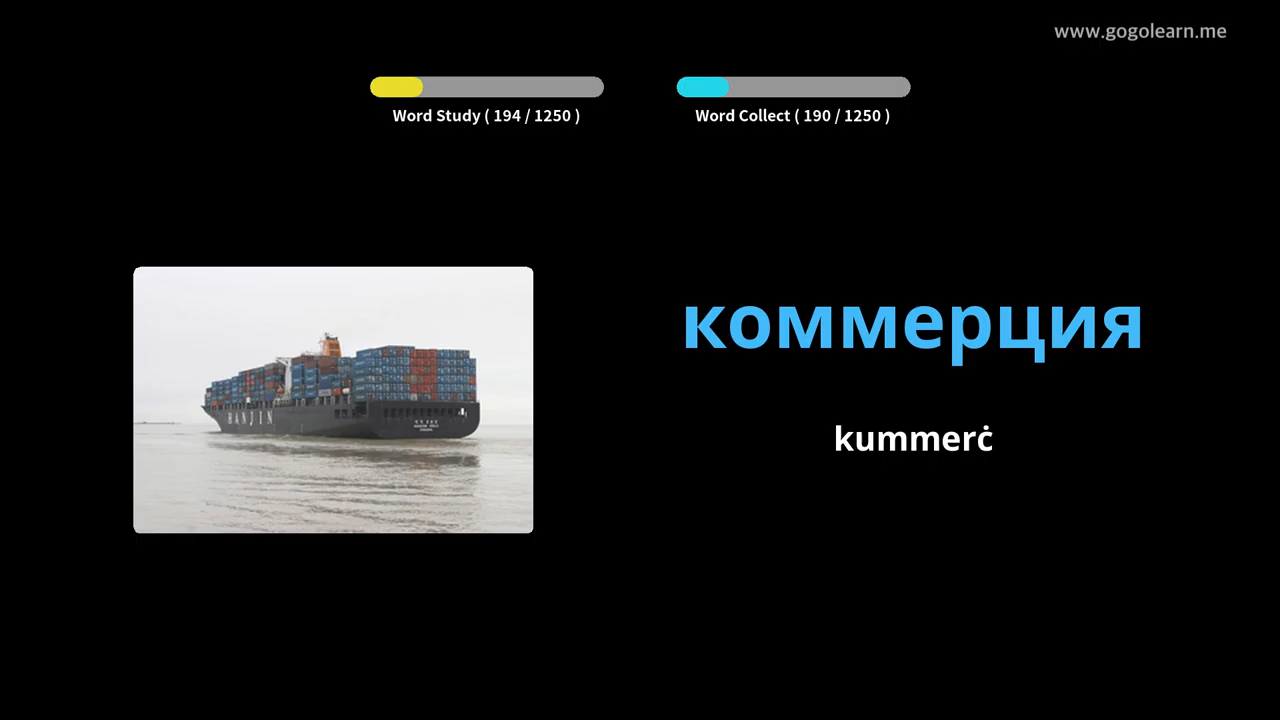 www.gogolearn.me
Word Study ( 194 / 1250 )
Word Collect ( 190 / 1250 )
коммерция
HANJIN
kummerċ